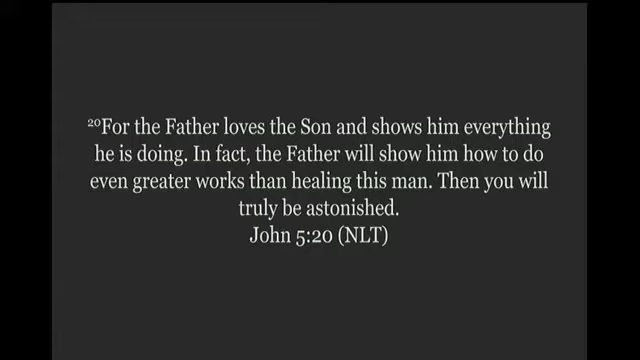 ²⁰For the Father loves the Son and shows him everything
he is doing. In fact, the Father will show him how to do
even greater works than healing this man. Then you will
truly be astonished.
John 5:20 (NLT)